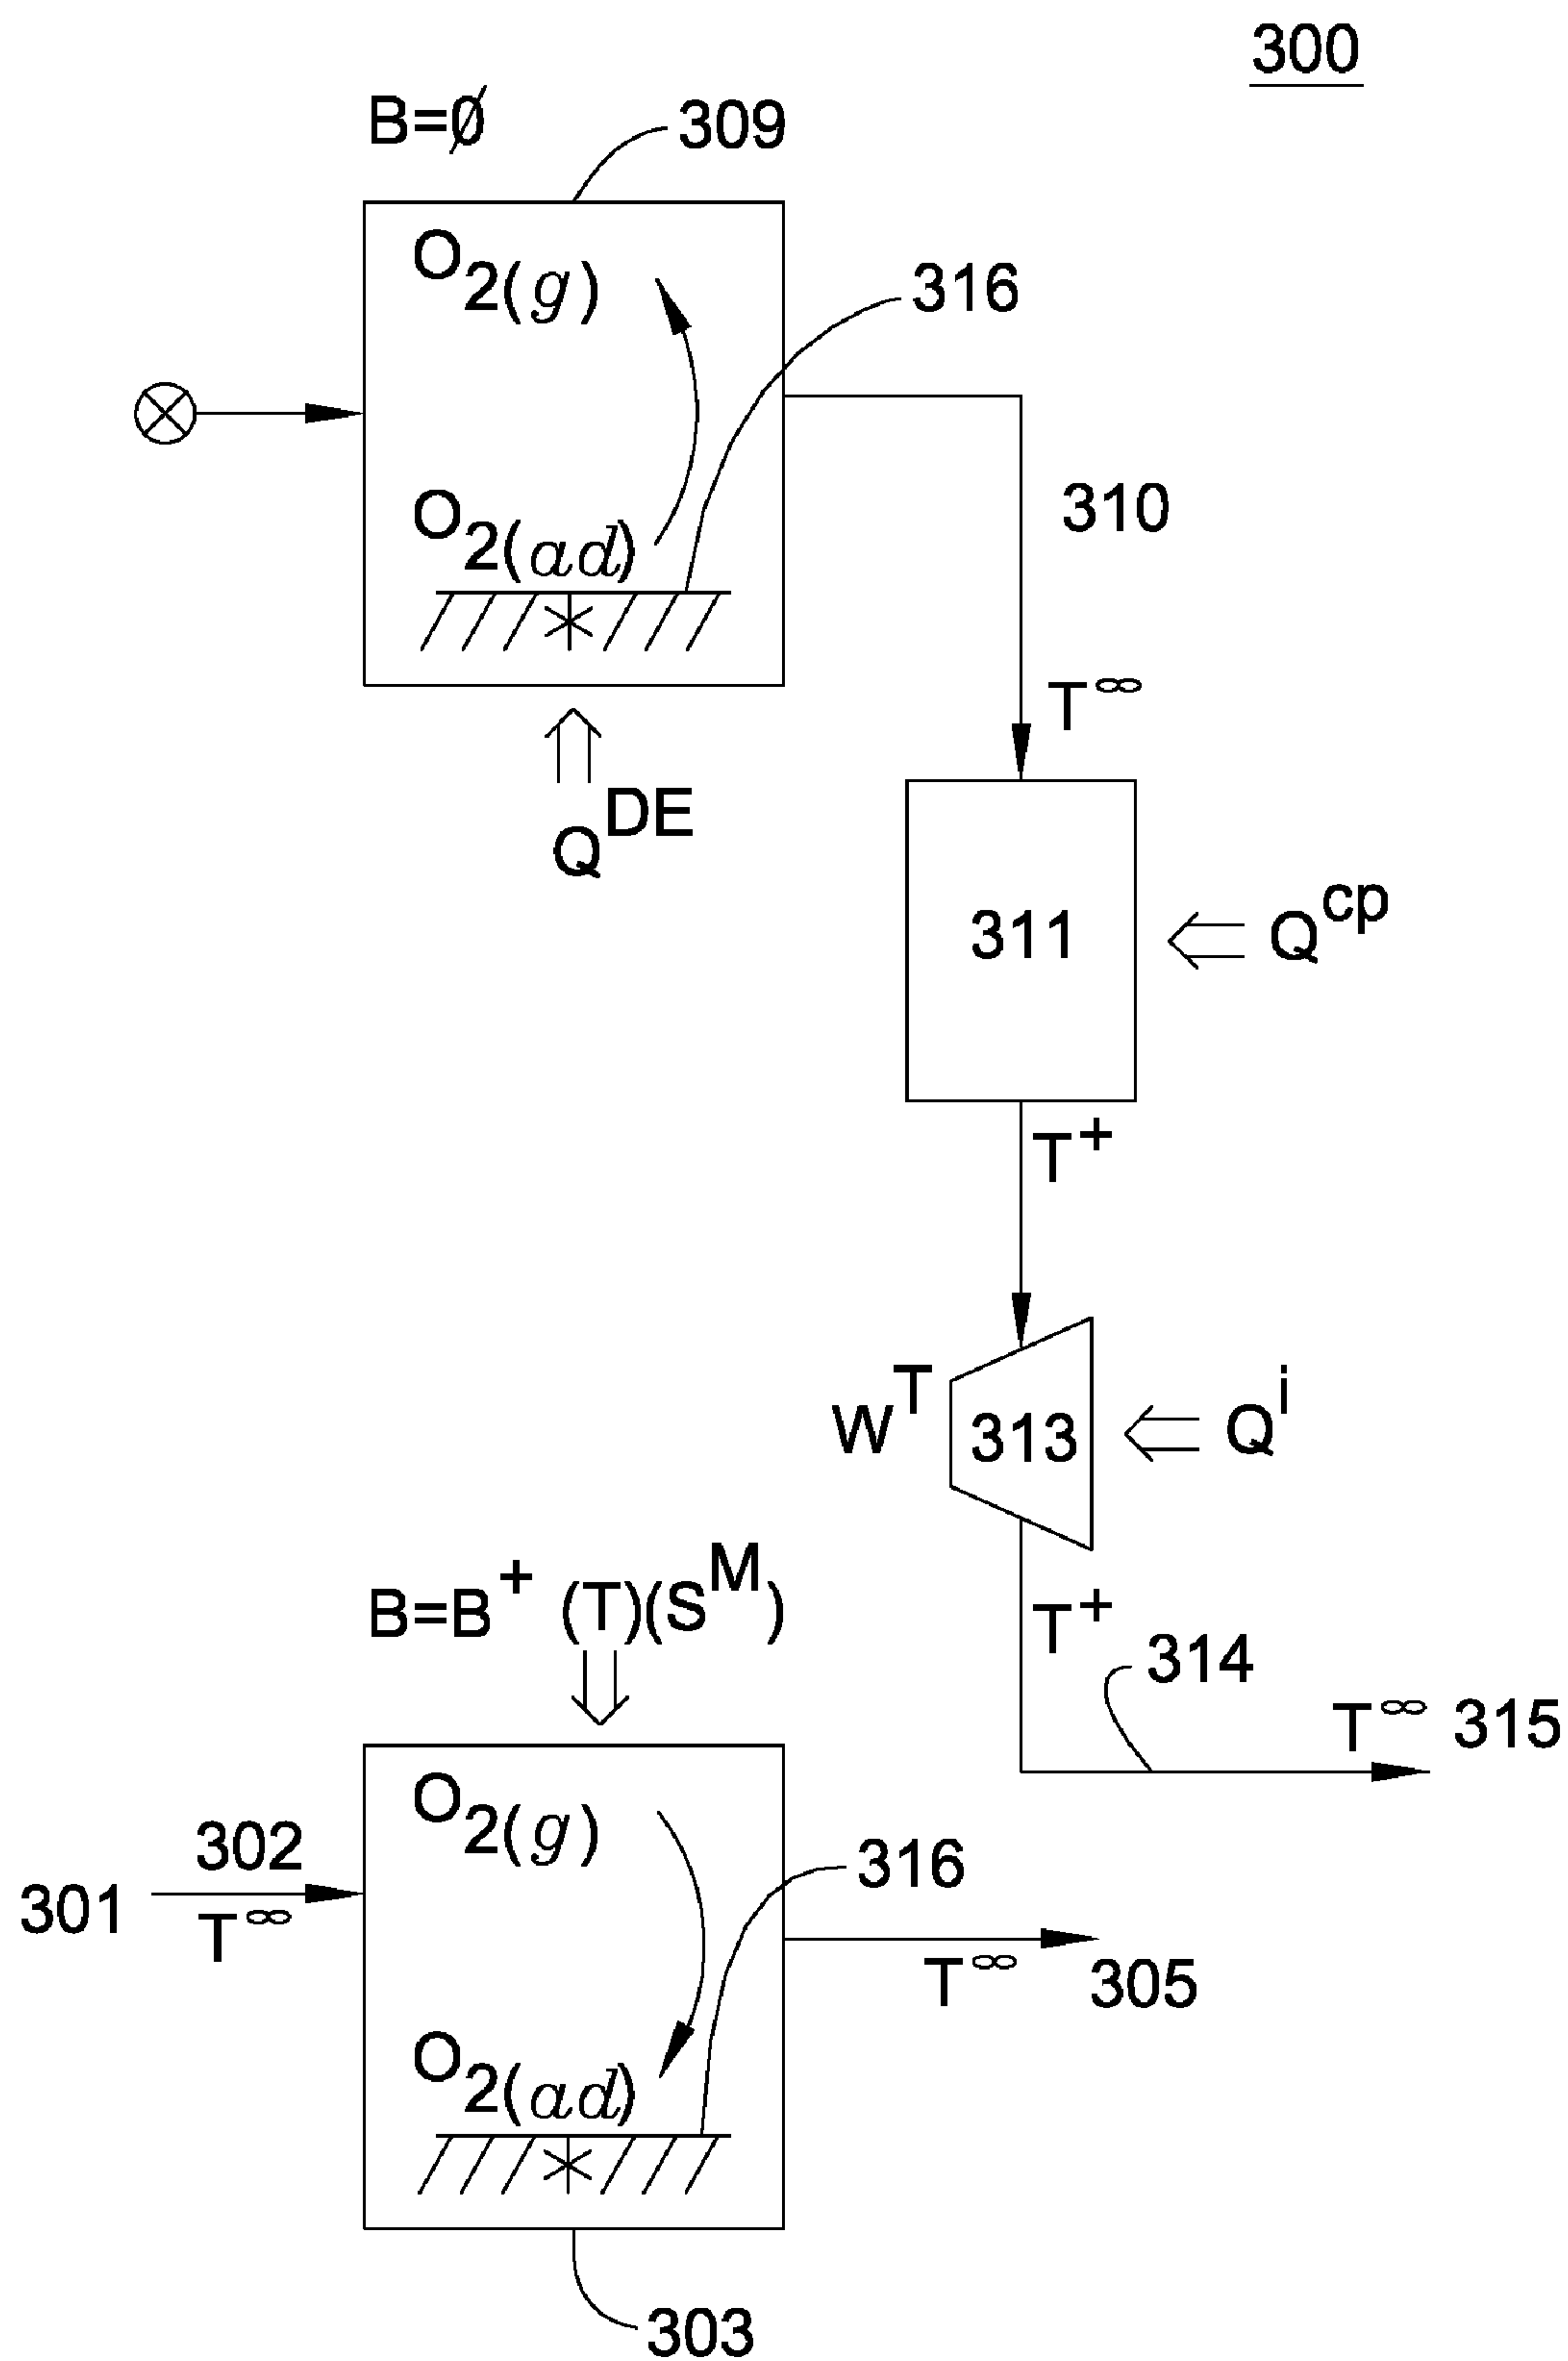 300
B=∅ 309
O2(g)
316
O2(ad)
310
T∞
QDE
311 Qcp
T+
WT 313 Qi
B=B+ (T)(SM)
T+
314
T∞ 315
O2(g)
302
316
301
T∞
T∞ 305
O2(ad)
303